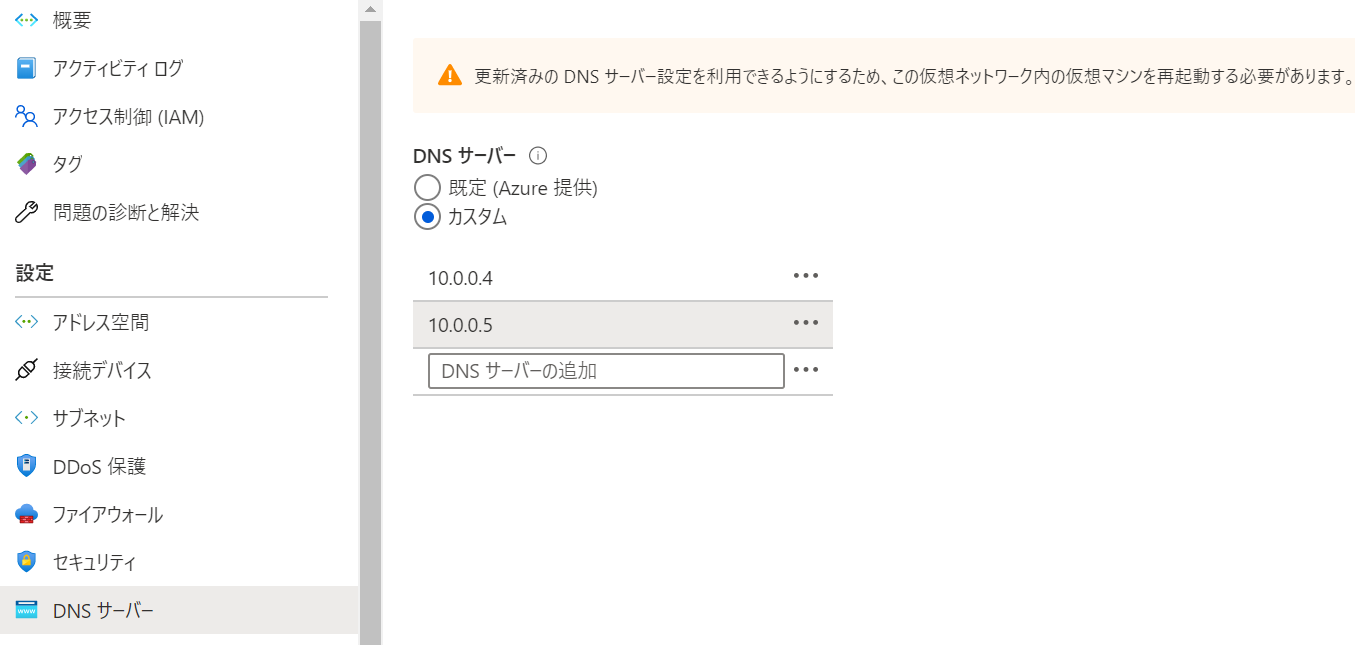 概要
アクティビティ ログ
アクセス制御 (IAM)
タグ
問題の診断と解決
設定
アドレス空間
接続デバイス
サブネット
DDoS 保護
ファイアウォール
セキュリティ
www
DNS サーバー
更新済みの DNS サーバー設定を利用できるようにするため、この仮想ネットワーク内の仮想マシンを再起動する必要があります。
DNS サーバー
既定 (Azure 提供)
カスタム
10.0.0.4
10.0.0.5
DNS サーバーの追加